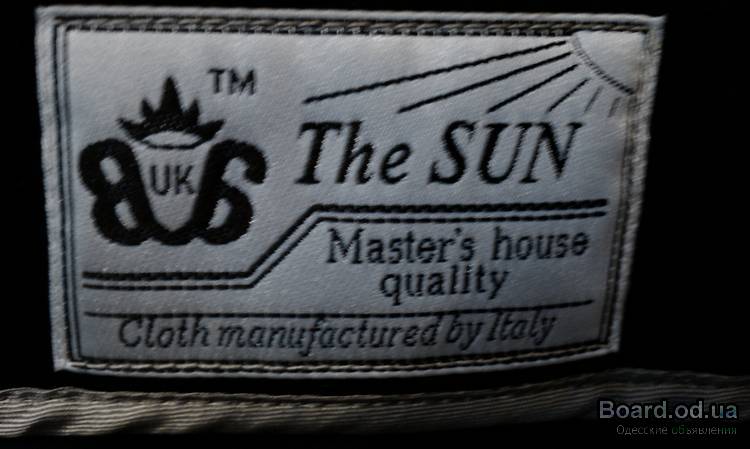 TM
UK
The SUN
Master's house
quality
Cloth manufactured by Italy
Board.od.ua
Одесские объявления